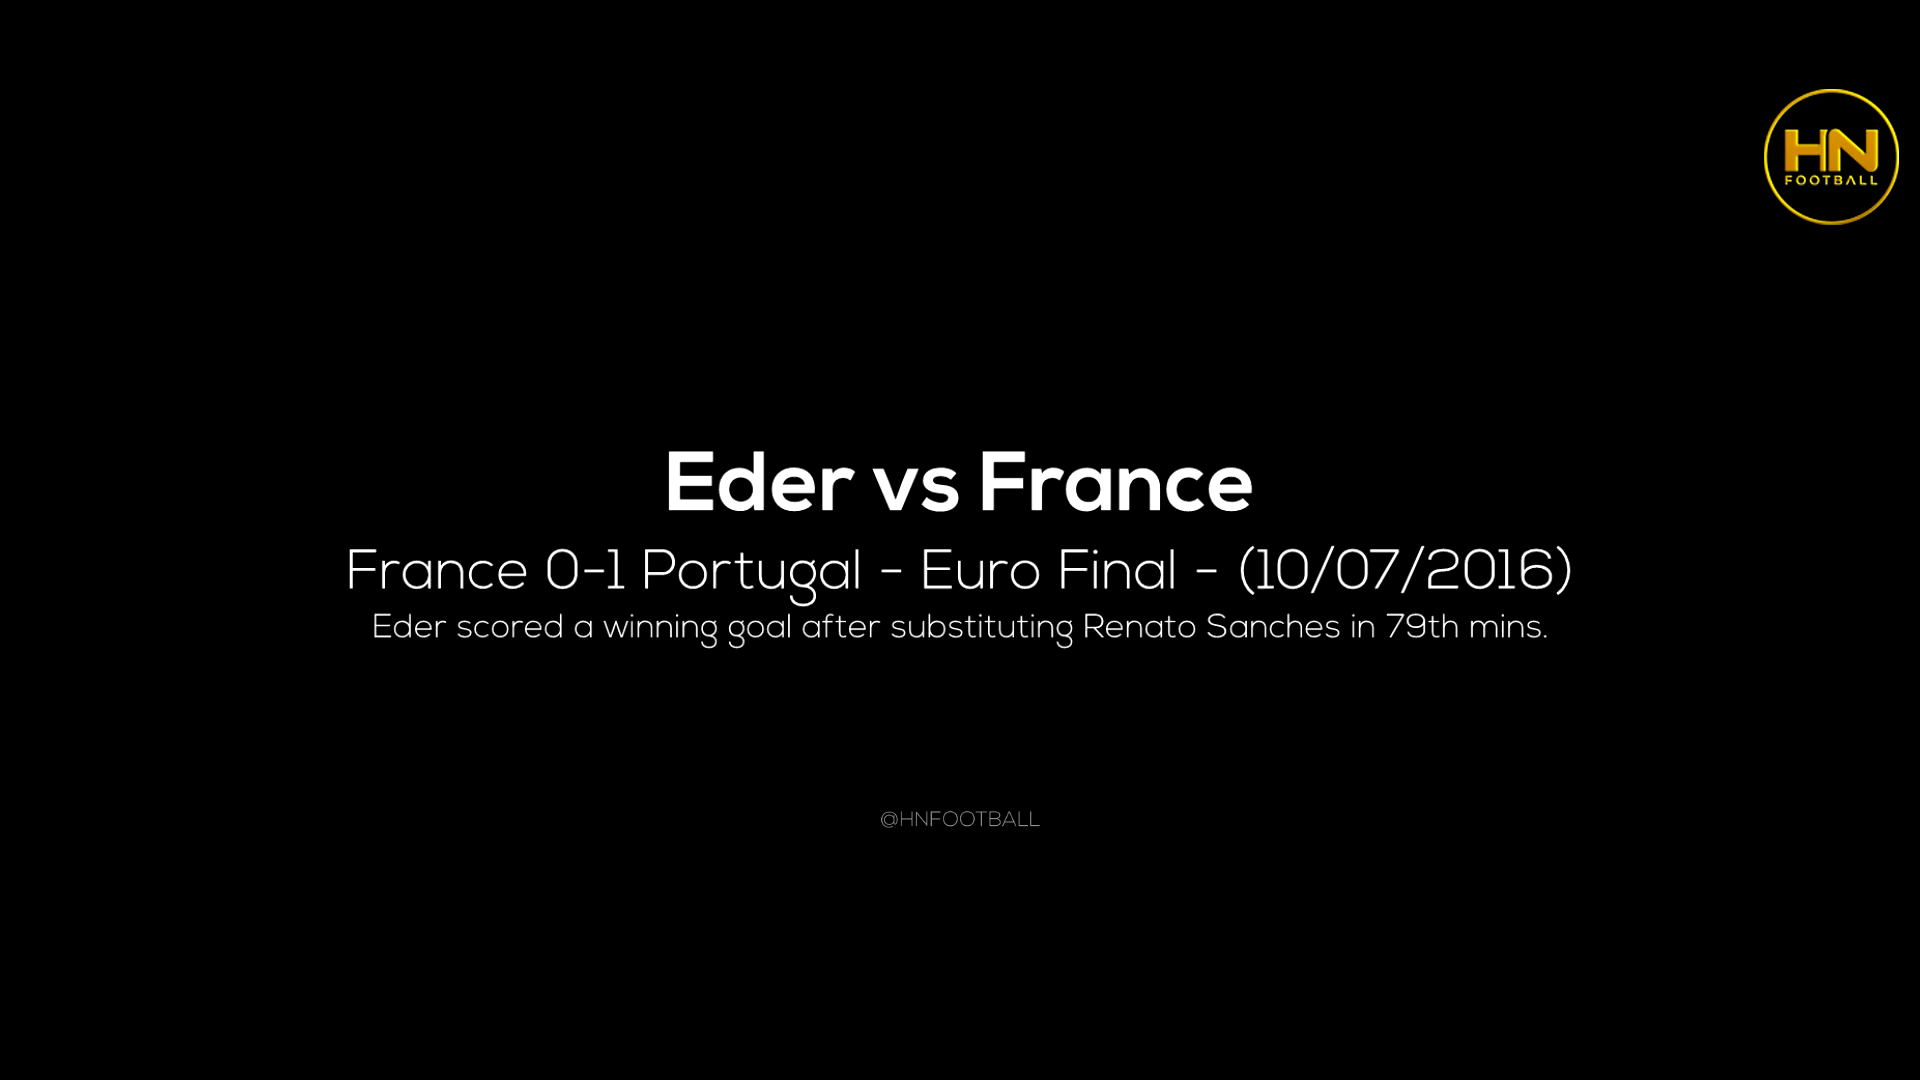 HN
FOOTBALL
Eder vs France
France 0-1 Portugal - Euro Final - (10/07/2016)
Eder scored a winning goal after substituting Renato Sanches in 79th mins.
@HNFOOTBALL